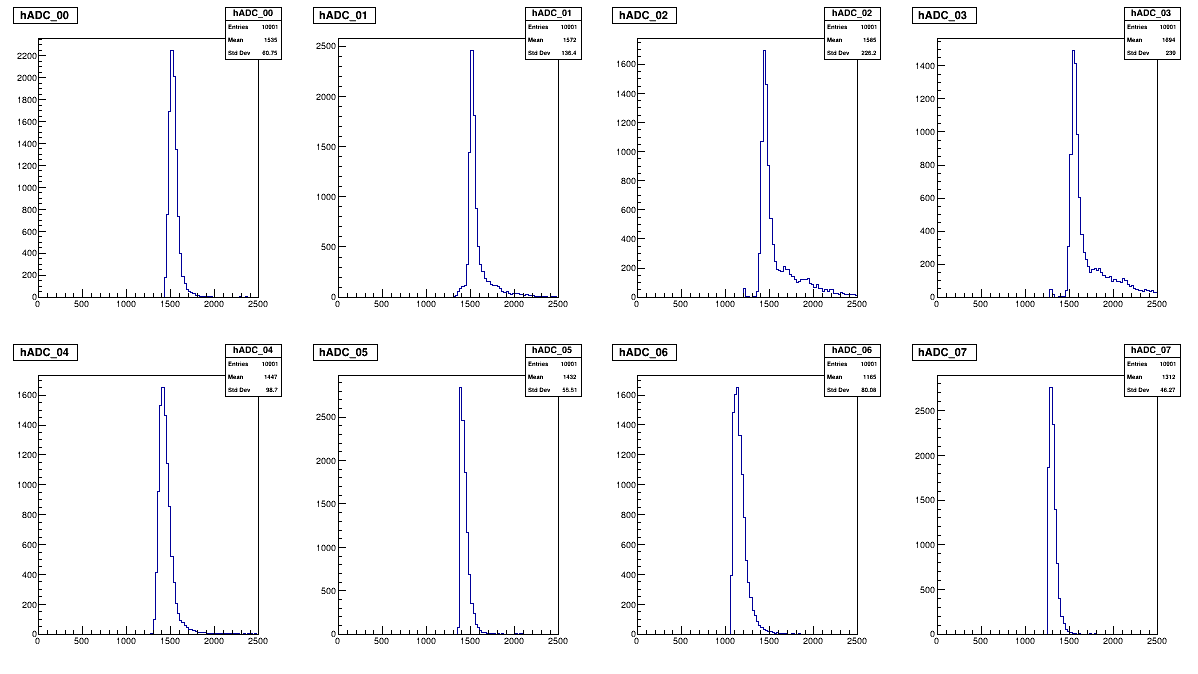 hADC_00
hADC_00
Entries 10001
Mean 1535
Std Dev 60.75
2200
2000
1800
1600
1400
1200
1000
800
600
400
200
0
0 500 1000 1500 2000 2500
hADC_01
hADC_01
Entries 10001
Mean 1572
Std Dev 136.4
2500
2000
1500
1000
500
0
0 500 1000 1500 2000 2500
hADC_02
hADC_02
Entries 10001
Mean 1585
Std Dev 226.2
1600
1400
1200
1000
800
600
400
200
0
0 500 1000 1500 2000 2500
hADC_03
hADC_03
Entries 10001
Mean 1694
Std Dev 239
1400
1200
1000
800
600
400
200
0
0 500 1000 1500 2000 2500
hADC_04
hADC_04
Entries 10001
Mean 1447
Std Dev 98.7
1600
1400
1200
1000
800
600
400
200
0
0 500 1000 1500 2000 2500
hADC_05
hADC_05
Entries 10001
Mean 1432
Std Dev 55.51
2500
2000
1500
1000
500
0
0 500 1000 1500 2000 2500
hADC_06
hADC_06
Entries 10001
Mean 1165
Std Dev 80.08
1600
1400
1200
1000
800
600
400
200
0
0 500 1000 1500 2000 2500
hADC_07
hADC_07
Entries 10001
Mean 1312
Std Dev 46.27
2500
2000
1500
1000
500
0
0 500 1000 1500 2000 2500